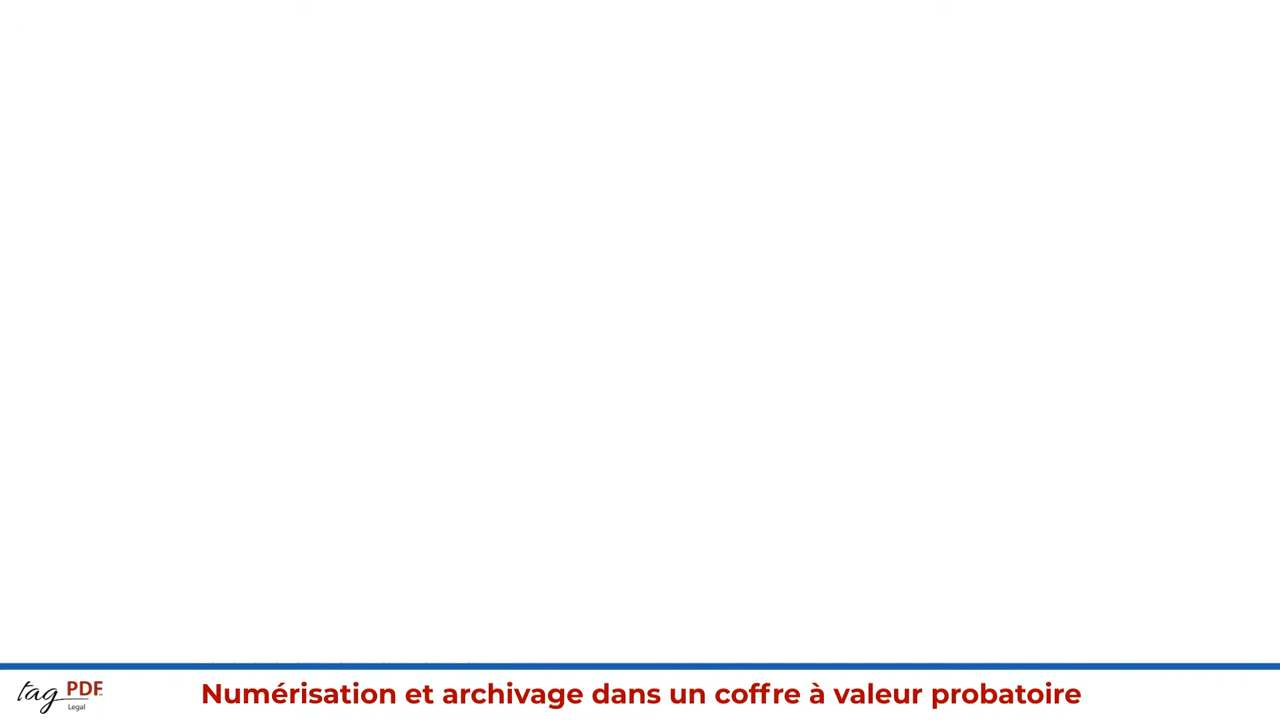 tag PDF
Legal
Numérisation et archivage dans un coffre à valeur probatoire